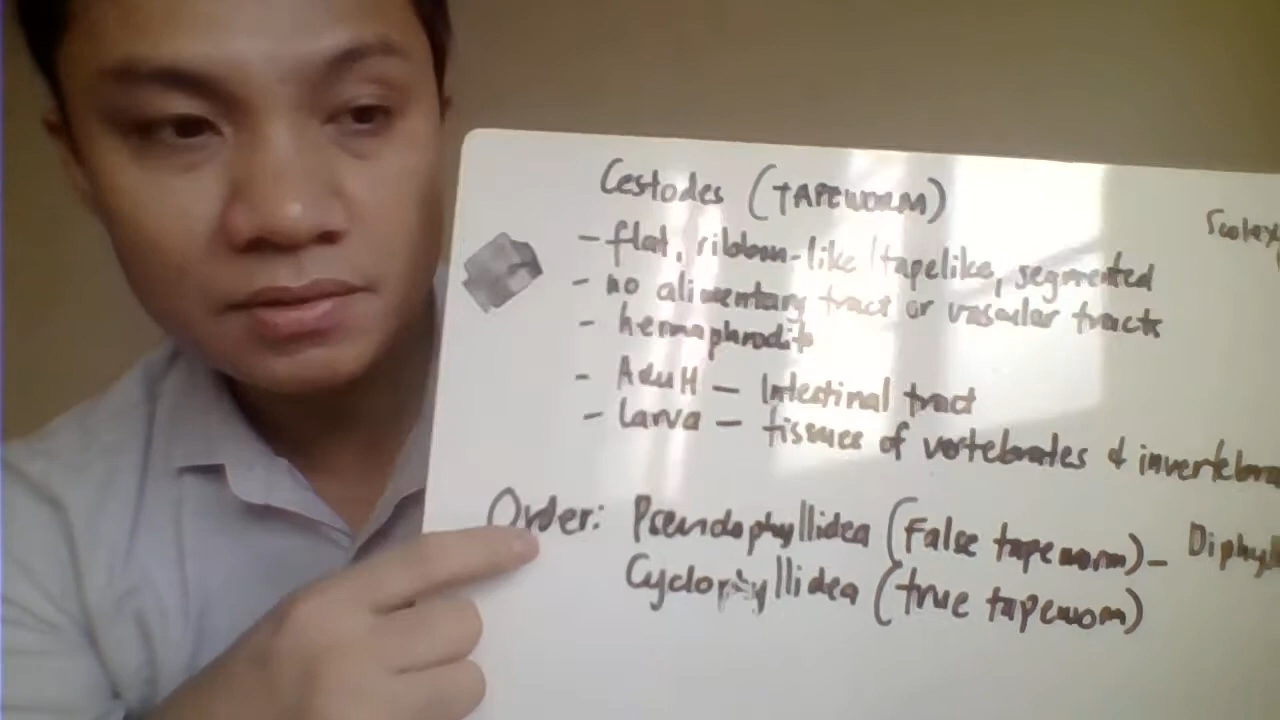 Cestodes (TAPEWORM)
Scolex
- flat, ribbon-like/tapelike, segmented
- no alimentary tract or vascular tracts
- hermaphrodite
- Adult - Intestinal tract
- Larva - tissues of vertebrates & invertebra
Order: Pseudophyllidea (False tapeworm) - Diphyll
Cyclophyllidea (true tapeworm)